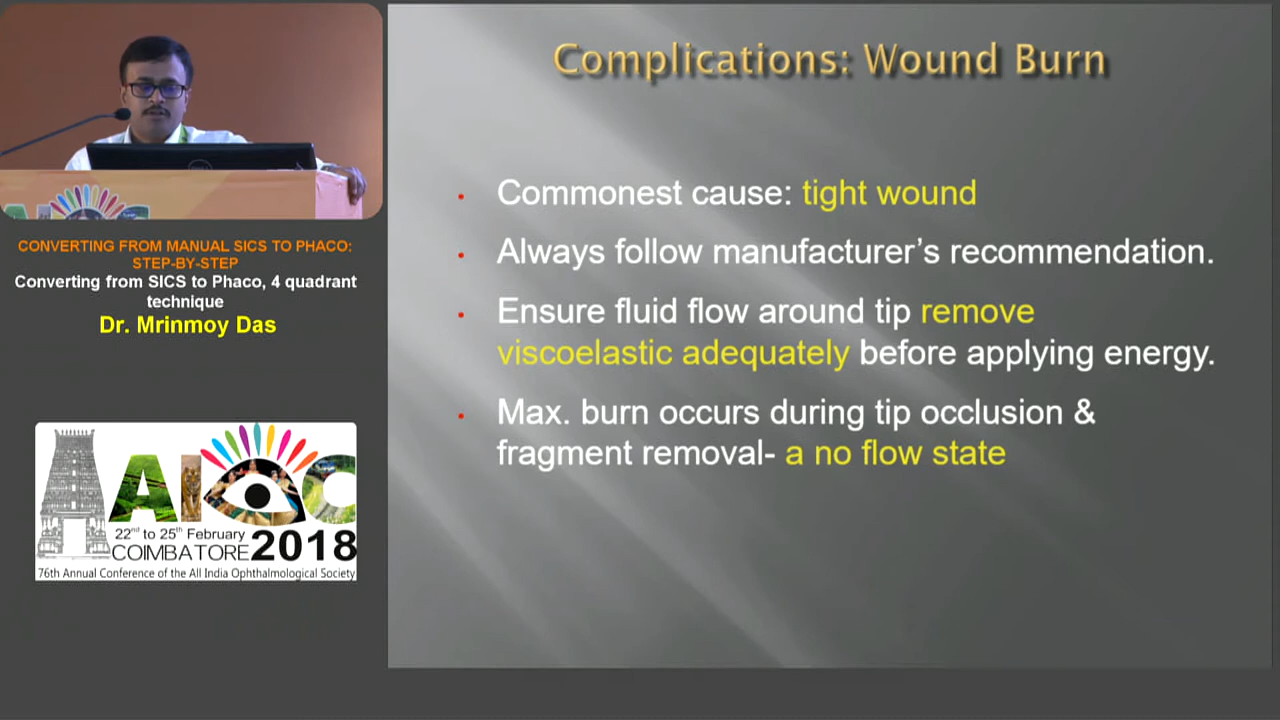 Complications: Wound Burn
• Commonest cause: tight wound
• Always follow manufacturer’s recommendation.
• Ensure fluid flow around tip remove
viscoelastic adequately before applying energy.
• Max. burn occurs during tip occlusion &
fragment removal- a no flow state
CONVERTING FROM MANUAL SICS TO PHACO:
STEP-BY-STEP
Converting from SICS to Phaco, 4 quadrant
technique
Dr. Mrinmoy Das
AIOC
22nd to 25th February
COIMBATORE 2018
76th Annual Conference of the All India Ophthalmological Society